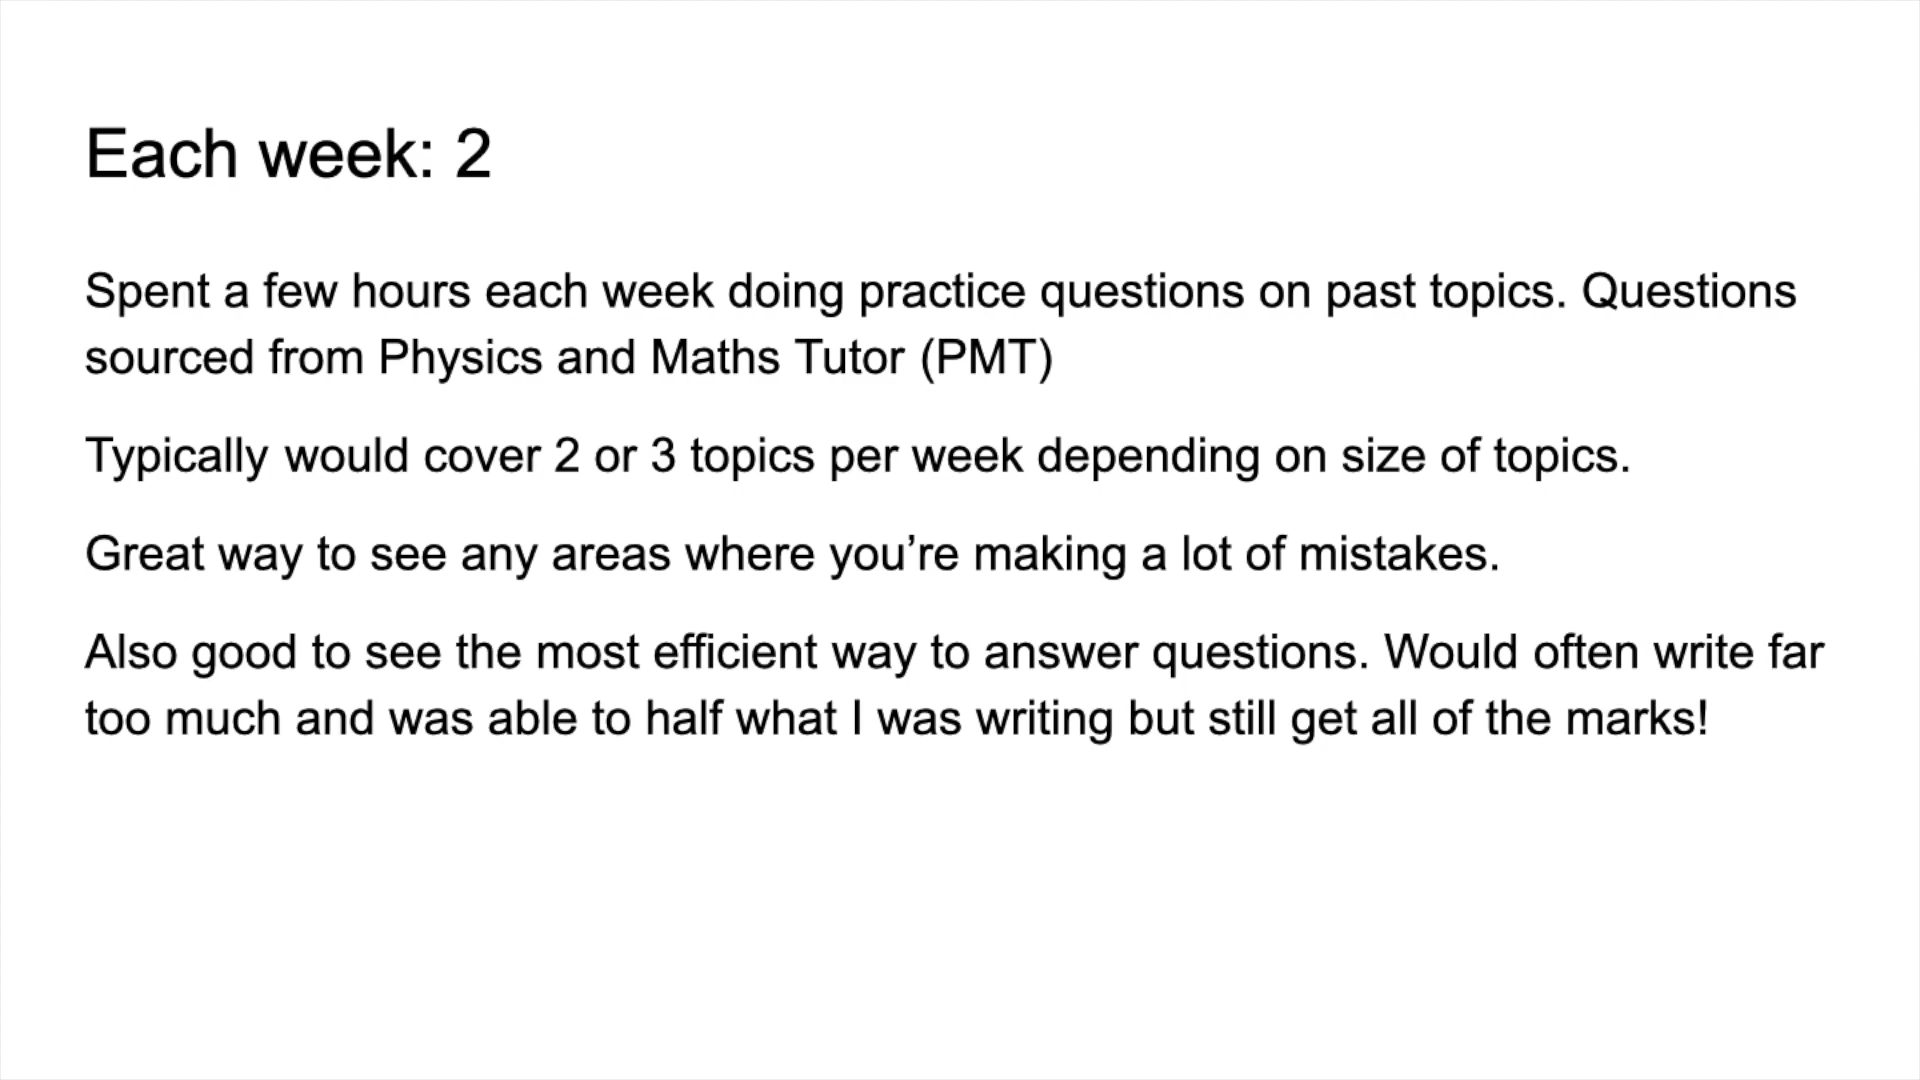 Each week: 2
Spent a few hours each week doing practice questions on past topics. Questions
sourced from Physics and Maths Tutor (PMT)
Typically would cover 2 or 3 topics per week depending on size of topics.
Great way to see any areas where you’re making a lot of mistakes.
Also good to see the most efficient way to answer questions. Would often write far
too much and was able to half what I was writing but still get all of the marks!